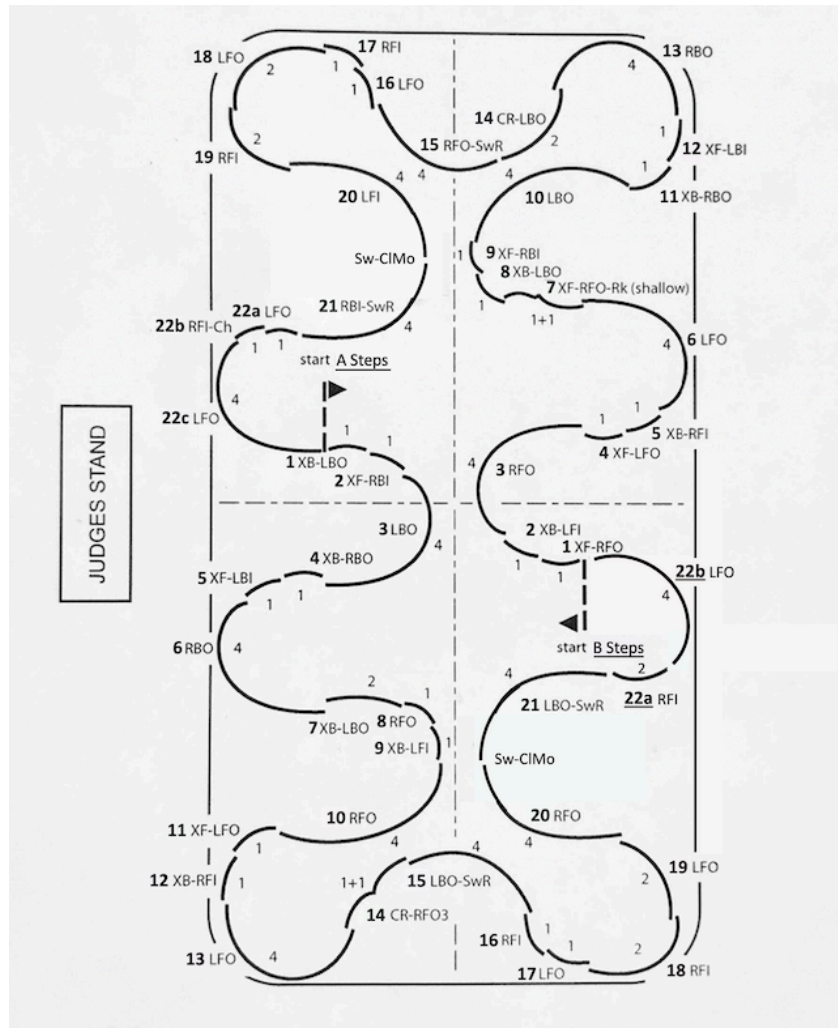 18 LFO
17 RFI
2
1
1
16 LFO
13 RBO
4
14 CR-LBO
15 RFO-SwR
2
1
12 XF-LBI
1
11 XB-RBO
19 RFI
2
4
4
4
20 LFI
10 LBO
Sw-ClMo
1
9 XF-RBI
8 XB-LBO
7 XF-RFO-Rk (shallow)
1
1+1
22a LFO
21 RBI-SwR
22b RFI-Ch
1
1
4
6 LFO
4
start A Steps
22c LFO
4
1 XB-LBO
1
1
2 XF-RBI
1
1
5 XB-RFI
4 XF-LFO
3 RFO
4
JUDGES STAND
3 LBO
4
2 XB-LFI
1 XF-RFO
1
1
22b LFO
4
4 XB-RBO
5 XF-LBI
1
1
6 RBO
4
start B Steps
2
22a RFI
4
21 LBO-SwR
2
7 XB-LBO
1
8 RFO
9 XB-LFI
1
Sw-ClMo
10 RFO
4
20 RFO
4
4
11 XF-LFO
1
12 XB-RFI
1
1+1
15 LBO-SwR
14 CR-RFO3
19 LFO
2
13 LFO
4
16 RFI
1
1
17 LFO
2
18 RFI